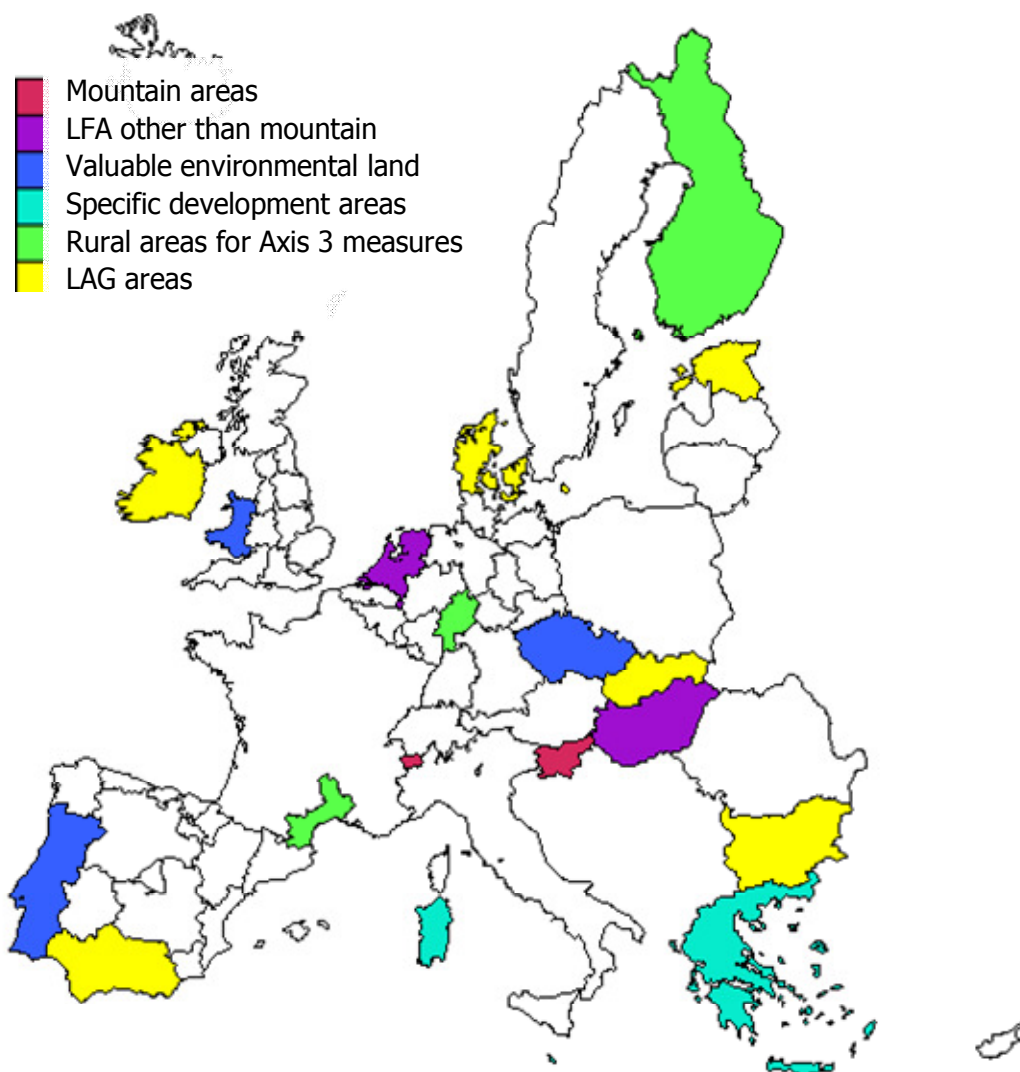 Mountain areas
LFA other than mountain
Valuable environmental land
Specific development areas
Rural areas for Axis 3 measures
LAG areas